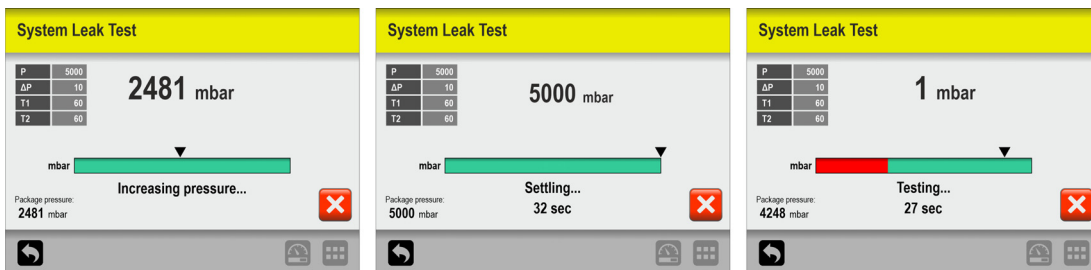 System Leak Test
P 5000
ΔP 10
T1 60
T2 60
2481 mbar
mbar
Increasing pressure...
Package pressure:
2481 mbar
System Leak Test
P 5000
ΔP 10
T1 60
T2 60
5000 mbar
mbar
Settling...
32 sec
Package pressure:
5000 mbar
System Leak Test
P 5000
ΔP 10
T1 60
T2 60
1 mbar
mbar
Testing...
27 sec
Package pressure:
4248 mbar